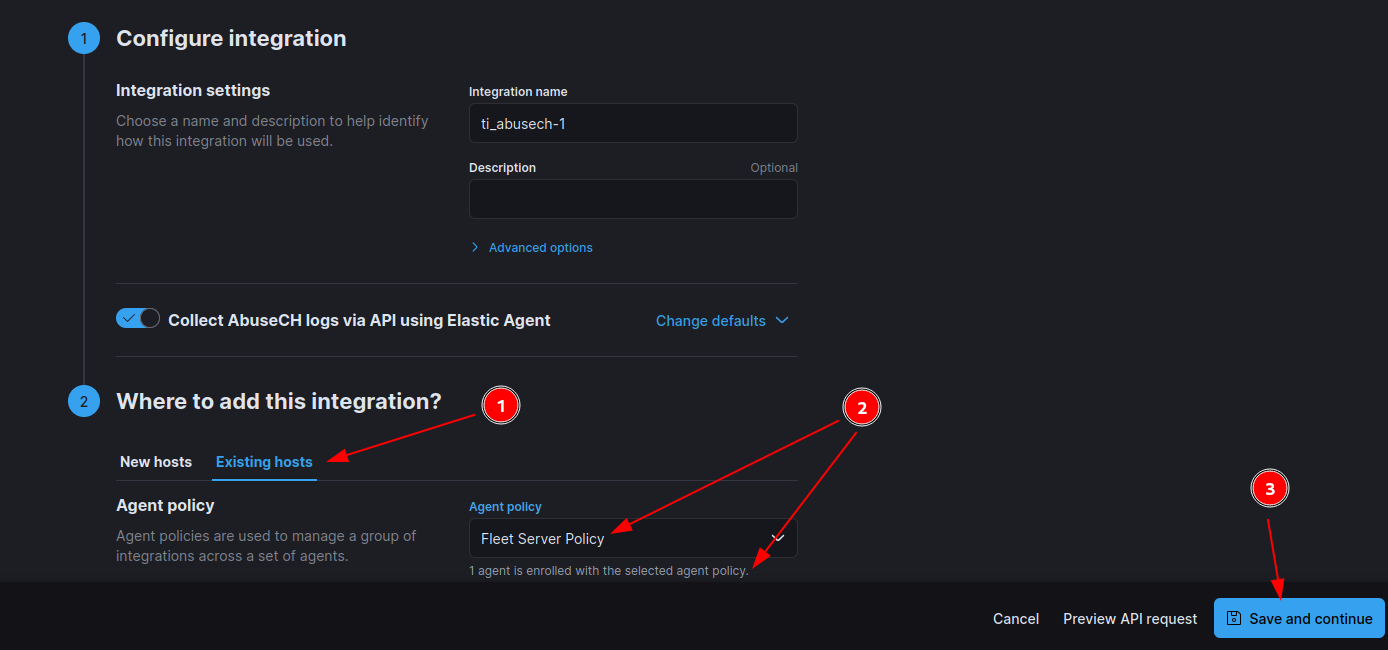 1 Configure integration
Integration settings
Choose a name and description to help identify
how this integration will be used.
Integration name
ti_abusech-1
Description Optional
Advanced options
Collect AbuseCH logs via API using Elastic Agent Change defaults
2 Where to add this integration? 1 2
New hosts Existing hosts
3
Agent policy
Agent policies are used to manage a group of
integrations across a set of agents.
Agent policy
Fleet Server Policy
1 agent is enrolled with the selected agent policy.
Cancel Preview API request Save and continue